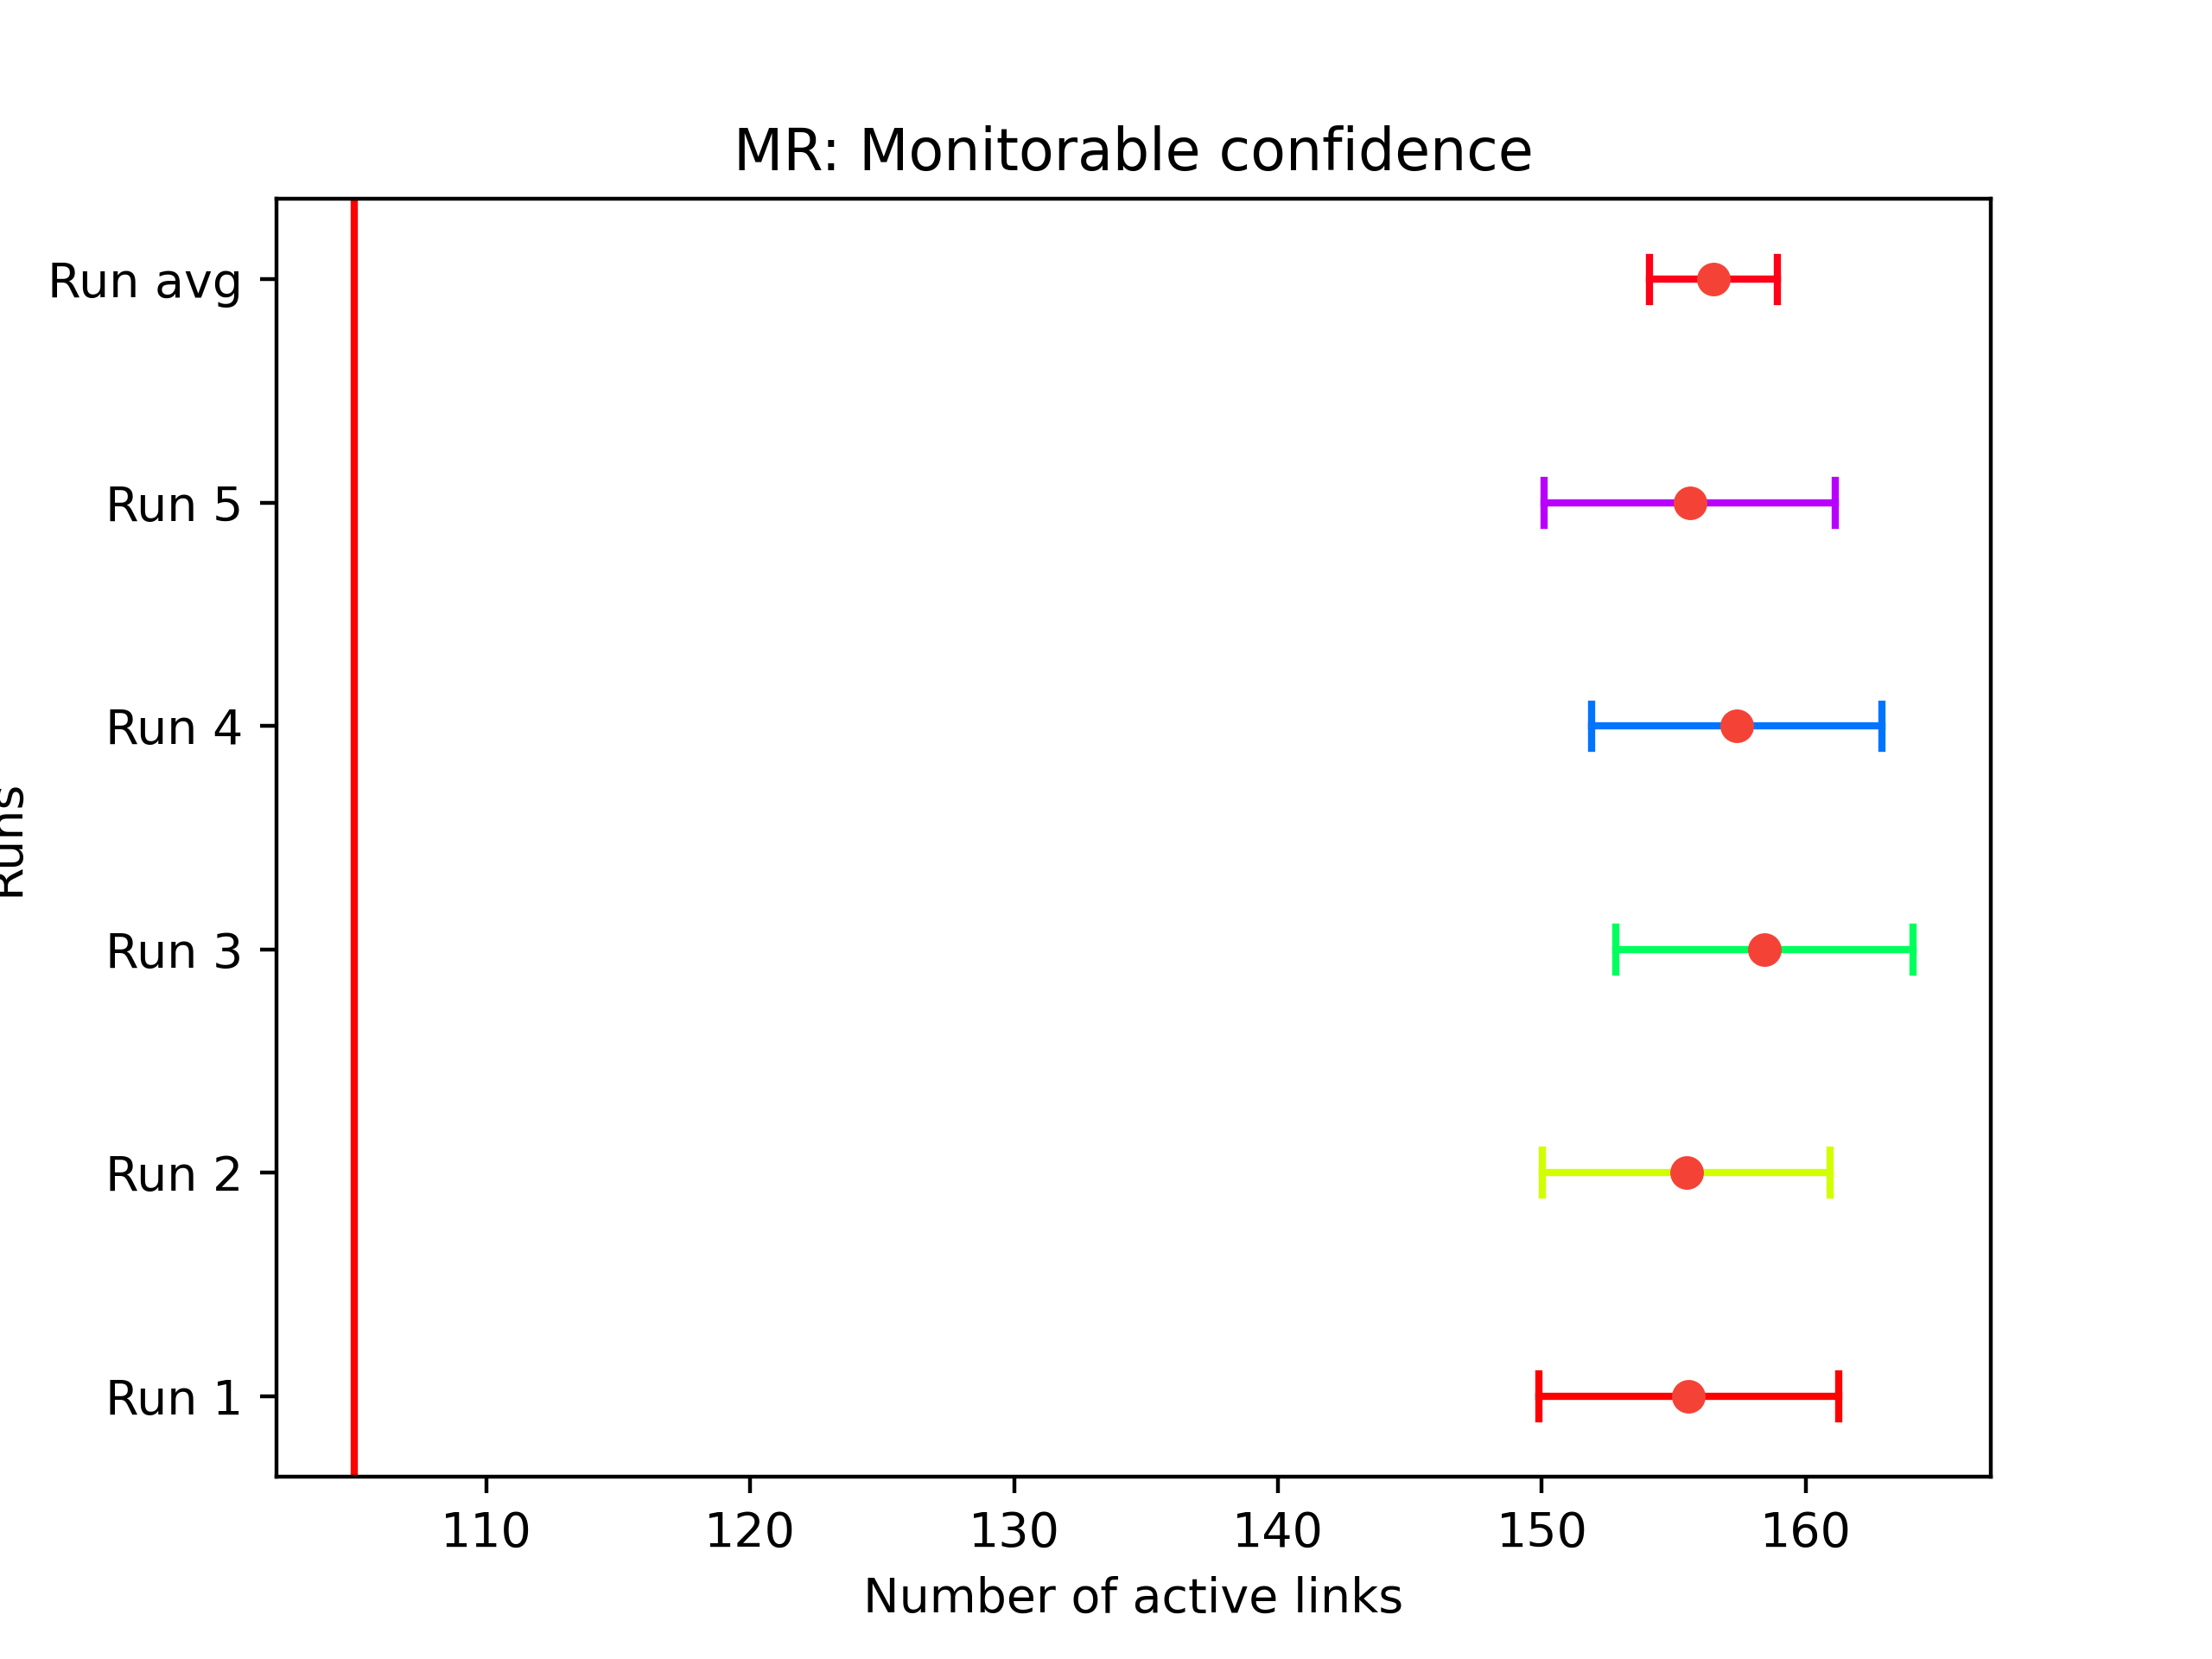 MR: Monitorable confidence
Run avg
Run 5
Run 4
Runs
Run 3
Run 2
Run 1
110 120 130 140 150 160
Number of active links